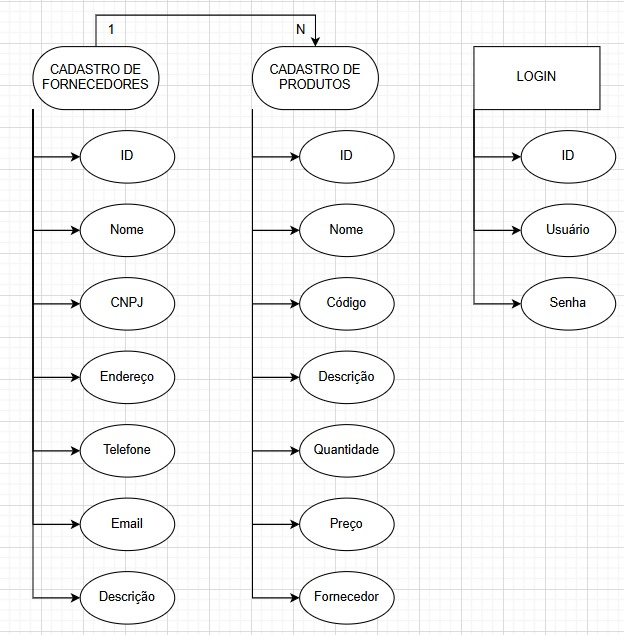 1
N
CADASTRO DE
FORNECEDORES
ID
Nome
CNPJ
Endereço
Telefone
Email
Descrição
CADASTRO DE
PRODUTOS
ID
Nome
Código
Descrição
Quantidade
Preço
Fornecedor
LOGIN
ID
Usuário
Senha